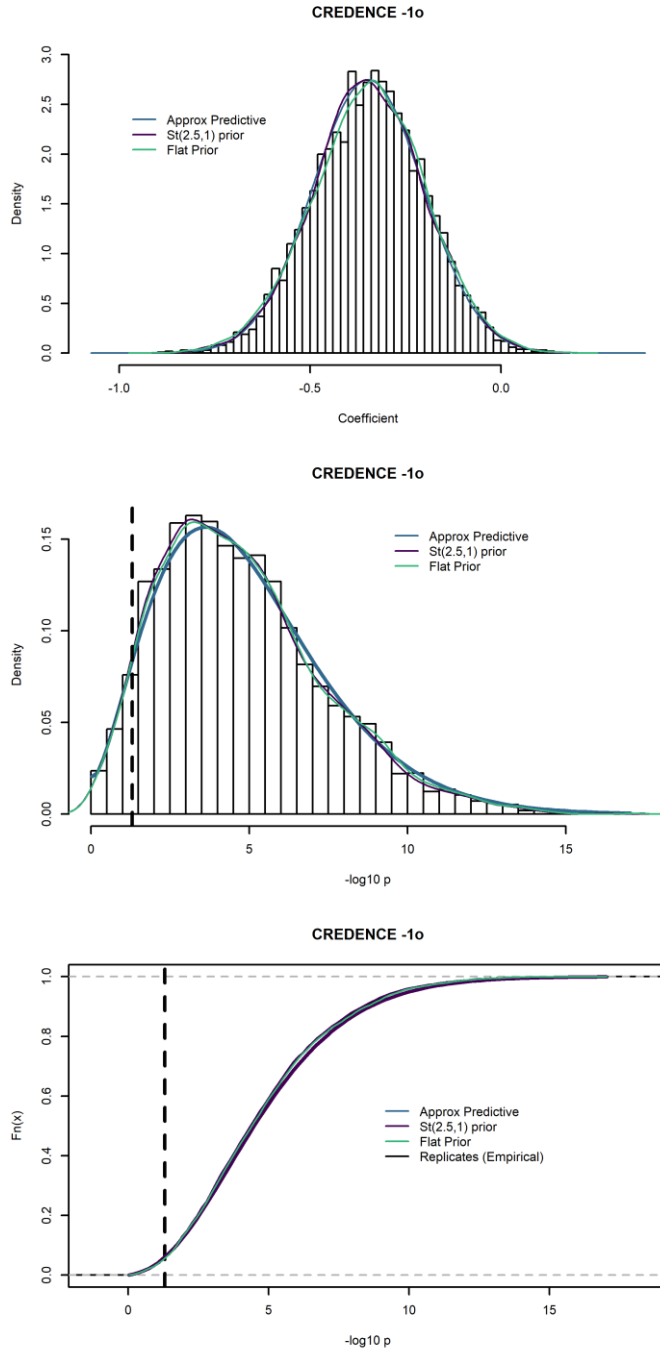 CREDENCE -1o
3.0
2.5
2.0
1.5
1.0
0.5
0.0
Density
Approx Predictive
St(2.5,1) prior
Flat Prior
-1.0 -0.5 0.0
Coefficient
CREDENCE -1o
0.15
0.10
0.05
0.00
Density
Approx Predictive
St(2.5,1) prior
Flat Prior
0 5 10 15
-log10 p
CREDENCE -1o
1.0
0.8
0.6
0.4
0.2
0.0
Fn(x)
Approx Predictive
St(2.5,1) prior
Flat Prior
Replicates (Empirical)
0 5 10 15
-log10 p